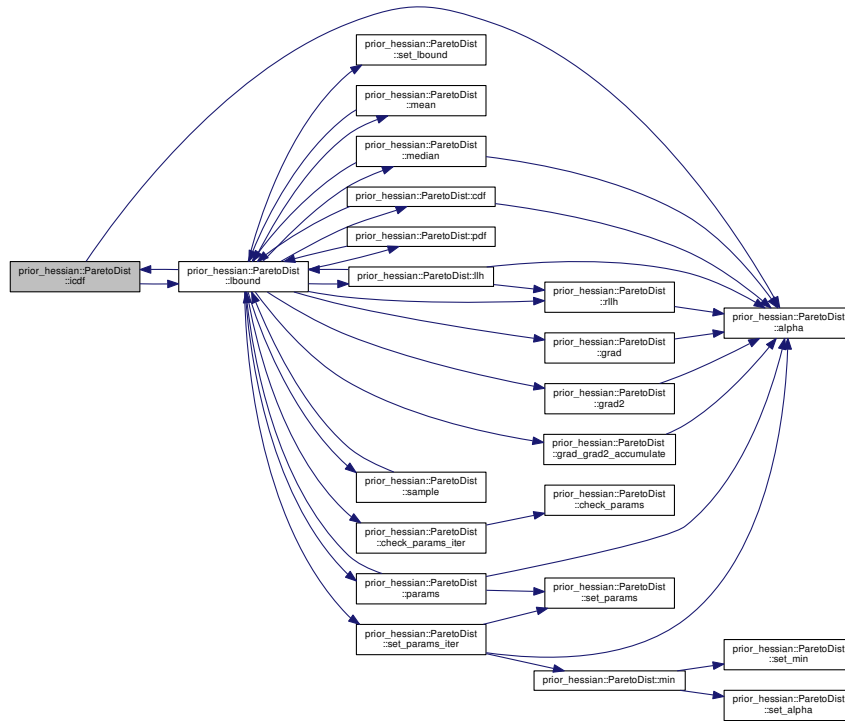 prior_hessian::ParetoDist
::set_lbound
prior_hessian::ParetoDist
::mean
prior_hessian::ParetoDist
::median
prior_hessian::ParetoDist::cdf
prior_hessian::ParetoDist::pdf
prior_hessian::ParetoDist
::icdf
prior_hessian::ParetoDist
::lbound
prior_hessian::ParetoDist::llh
prior_hessian::ParetoDist
::rllh
prior_hessian::ParetoDist
::alpha
prior_hessian::ParetoDist
::grad
prior_hessian::ParetoDist
::grad2
prior_hessian::ParetoDist
::grad_grad2_accumulate
prior_hessian::ParetoDist
::sample
prior_hessian::ParetoDist
::check_params
prior_hessian::ParetoDist
::check_params_iter
prior_hessian::ParetoDist
::params
prior_hessian::ParetoDist
::set_params
prior_hessian::ParetoDist
::set_params_iter
prior_hessian::ParetoDist::min
prior_hessian::ParetoDist
::set_min
prior_hessian::ParetoDist
::set_alpha